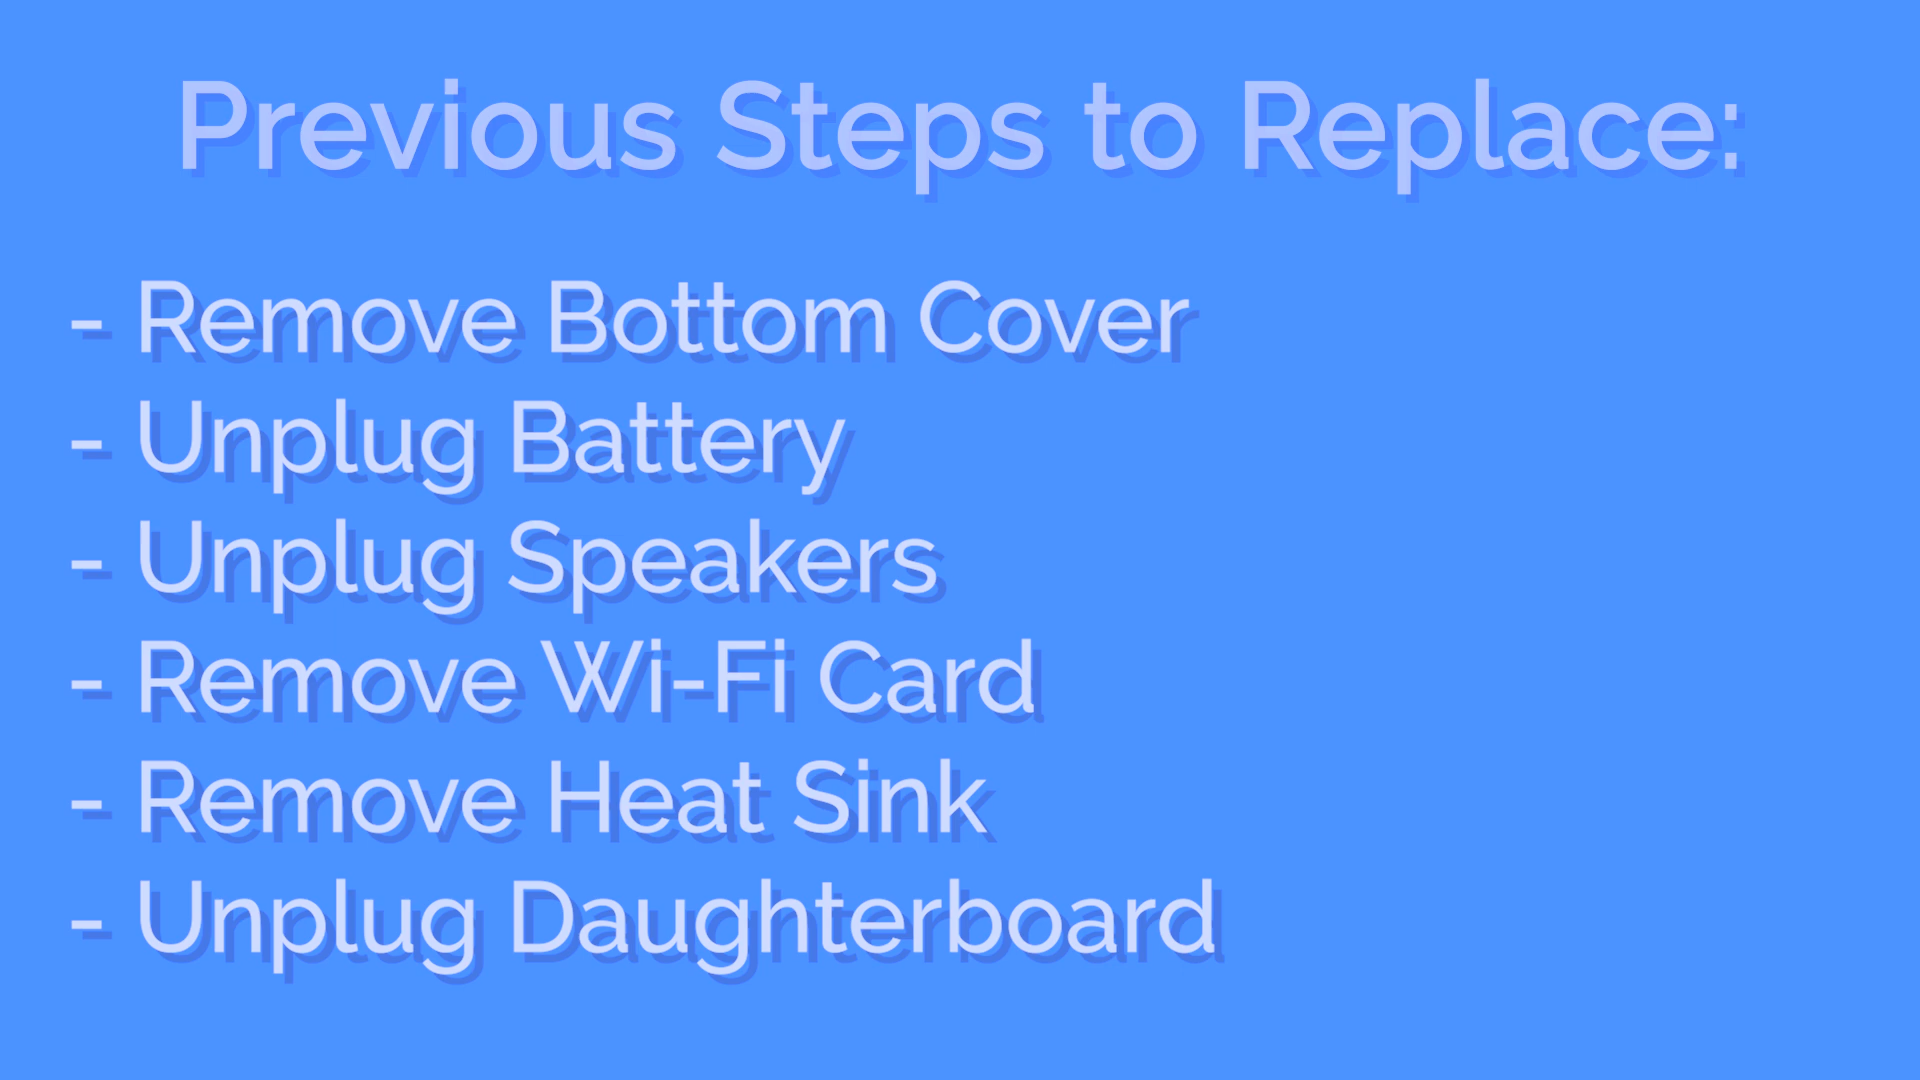 Previous Steps to Replace:
- Remove Bottom Cover
- Unplug Battery
- Unplug Speakers
- Remove Wi-Fi Card
- Remove Heat Sink
- Unplug Daughterboard